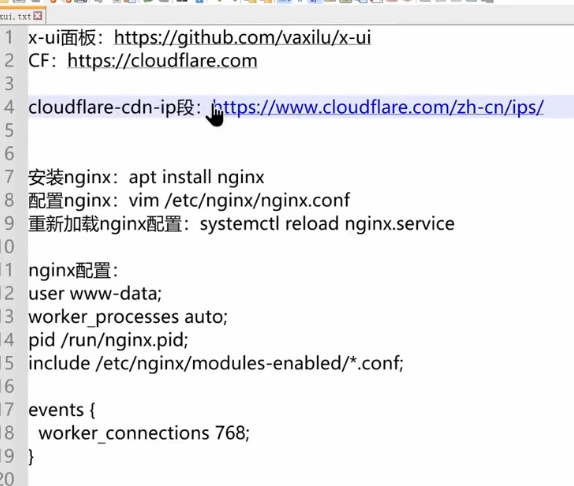 xui.txt
1 x-ui面板：https://github.com/vaxilu/x-ui
2 CF：https://cloudflare.com
3
4 cloudflare-cdn-ip段：https://www.cloudflare.com/zh-cn/ips/
5
6
7 安装nginx：apt install nginx
8 配置nginx：vim /etc/nginx/nginx.conf
9 重新加载nginx配置：systemctl reload nginx.service
10
11 nginx配置：
12 user www-data;
13 worker_processes auto;
14 pid /run/nginx.pid;
15 include /etc/nginx/modules-enabled/*.conf;
16
17 events {
18 worker_connections 768;
19 }
20